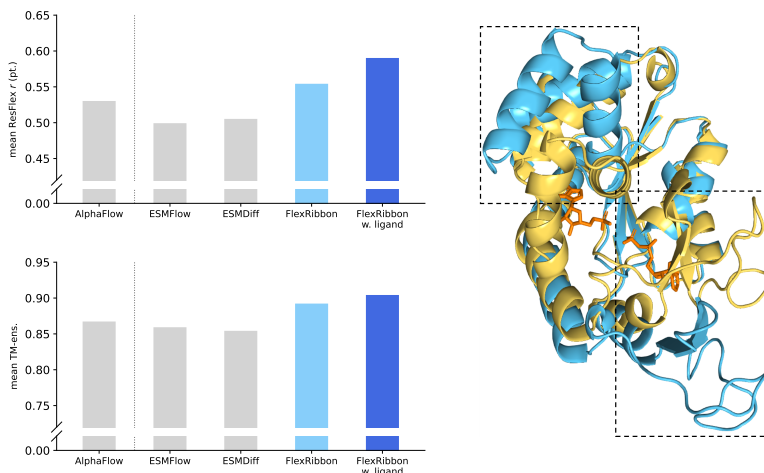 0.65
0.60
0.55
0.50
0.45
0.00
mean ResFlex r (pt.)
AlphaFlow
ESMFlow
ESMDiff
FlexRibbon
FlexRibbon
w. ligand
0.95
0.90
0.85
0.80
0.75
0.00
mean TM-ens.
AlphaFlow
ESMFlow
ESMDiff
FlexRibbon
FlexRibbon
w. ligand